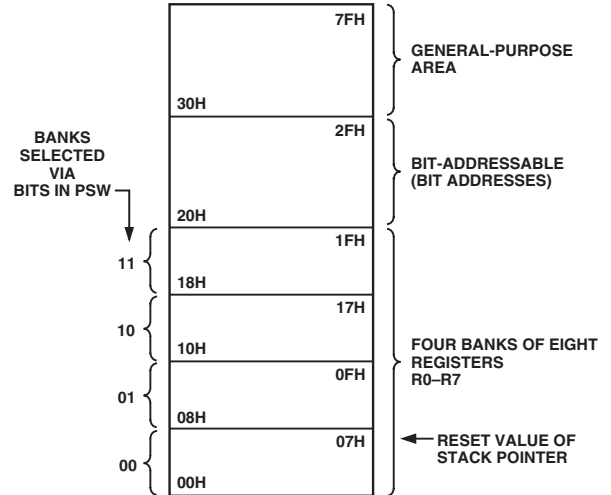 7FH
GENERAL-PURPOSE
AREA
30H
BANKS
SELECTED
VIA
BITS IN PSW
2FH
BIT-ADDRESSABLE
(BIT ADDRESSES)
20H
11
1FH
18H
10
17H
10H
FOUR BANKS OF EIGHT
REGISTERS
R0–R7
01
0FH
08H
00
07H
00H
RESET VALUE OF
STACK POINTER